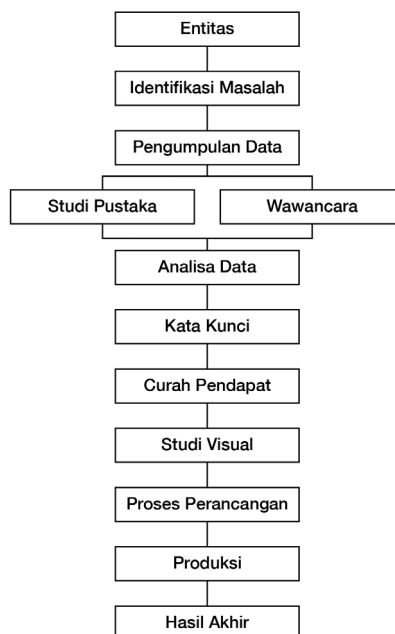 Entitas
Identifikasi Masalah
Pengumpulan Data
Studi Pustaka
Wawancara
Analisa Data
Kata Kunci
Curah Pendapat
Studi Visual
Proses Perancangan
Produksi
Hasil Akhir